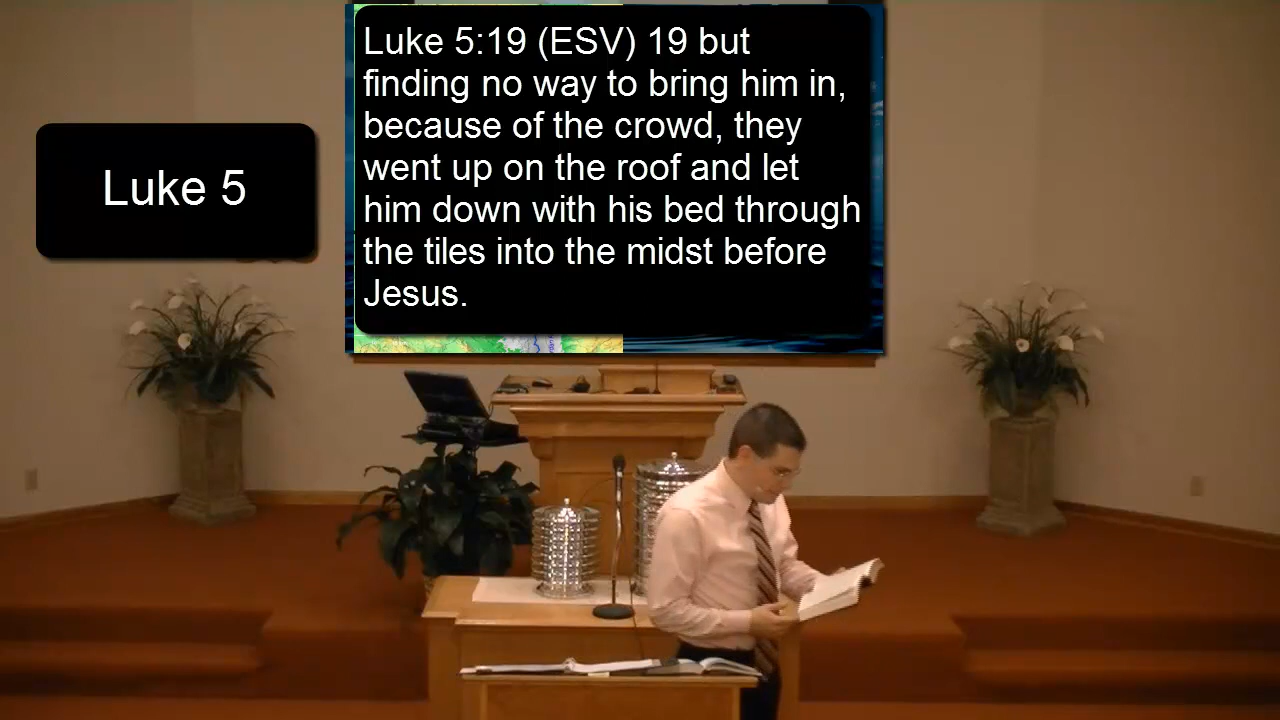 Luke 5:19 (ESV) 19 but
finding no way to bring him in,
because of the crowd, they
went up on the roof and let
him down with his bed through
the tiles into the midst before
Jesus.
Luke 5